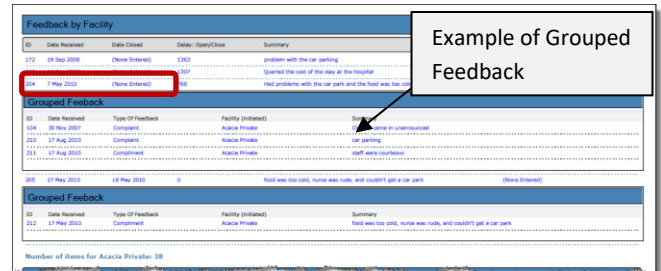 Feedback by Facility
Example of Grouped
Feedback
ID Date Received Date Closed Delay: Open/Close Summary
172 19 Sep 2008 (None Entered) 1363 problem with the car parking
1307 Queried the cost of the stay at the hospital
204 7 May 2010 (None Entered) 768 Had problems with the car park and the food was too cold
Grouped Feeback
ID Date Received Type Of Feedback Facility (Initiated) Summary
104 30 Nov 2007 Complaint Acacia Private came in unannounced
210 17 Aug 2010 Complaint Acacia Private car parking
211 17 Aug 2010 Compliment Acacia Private staff were courteous
205 17 May 2010 18 May 2010 0 food was too cold, nurse was rude, and couldn't get a car park (None Entered)
Grouped Feeback
ID Date Received Type Of Feedback Facility (Initiated) Summary
212 17 May 2010 Compliment Acacia Private food was too cold, nurse was rude, and couldn't get a car park
Number of items for Acacia Private: 38